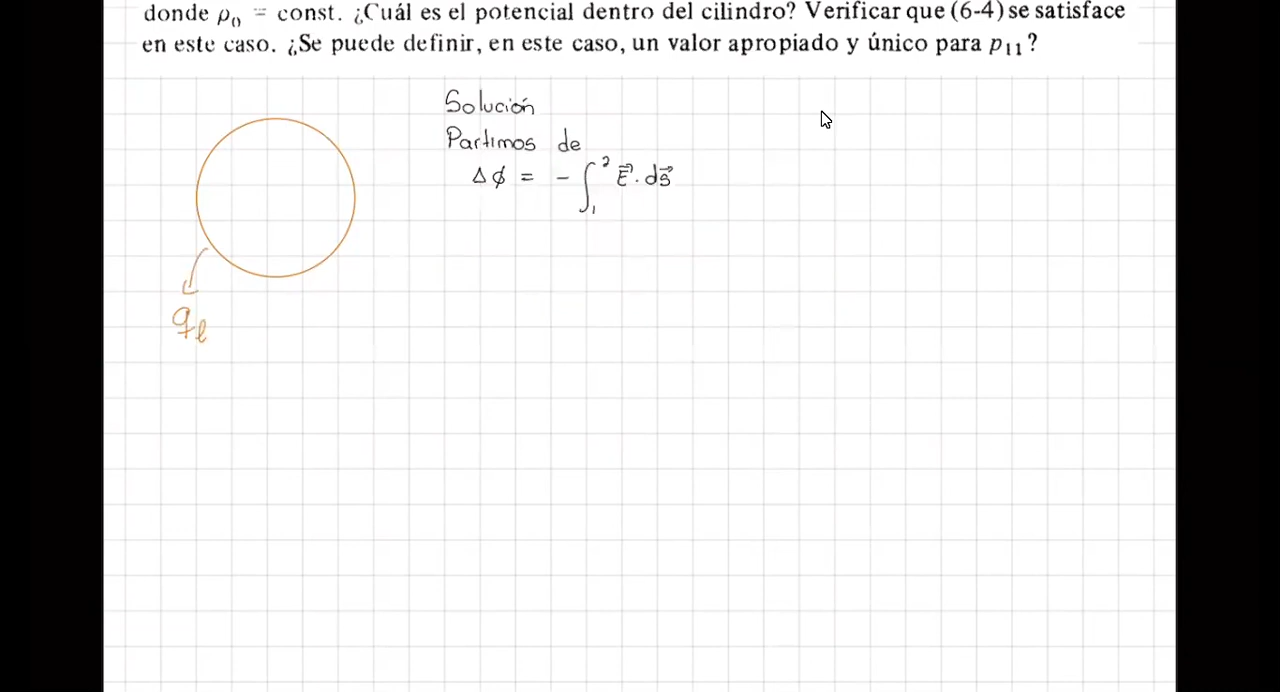 donde ρ₀ = const. ¿Cuál es el potencial dentro del cilindro? Verificar que (6-4) se satisface
en este caso. ¿Se puede definir, en este caso, un valor apropiado y único para p₁₁?
Solución
Partimos de
Δϕ = - ∫₁² E⃗ · ds⃗
qℓ